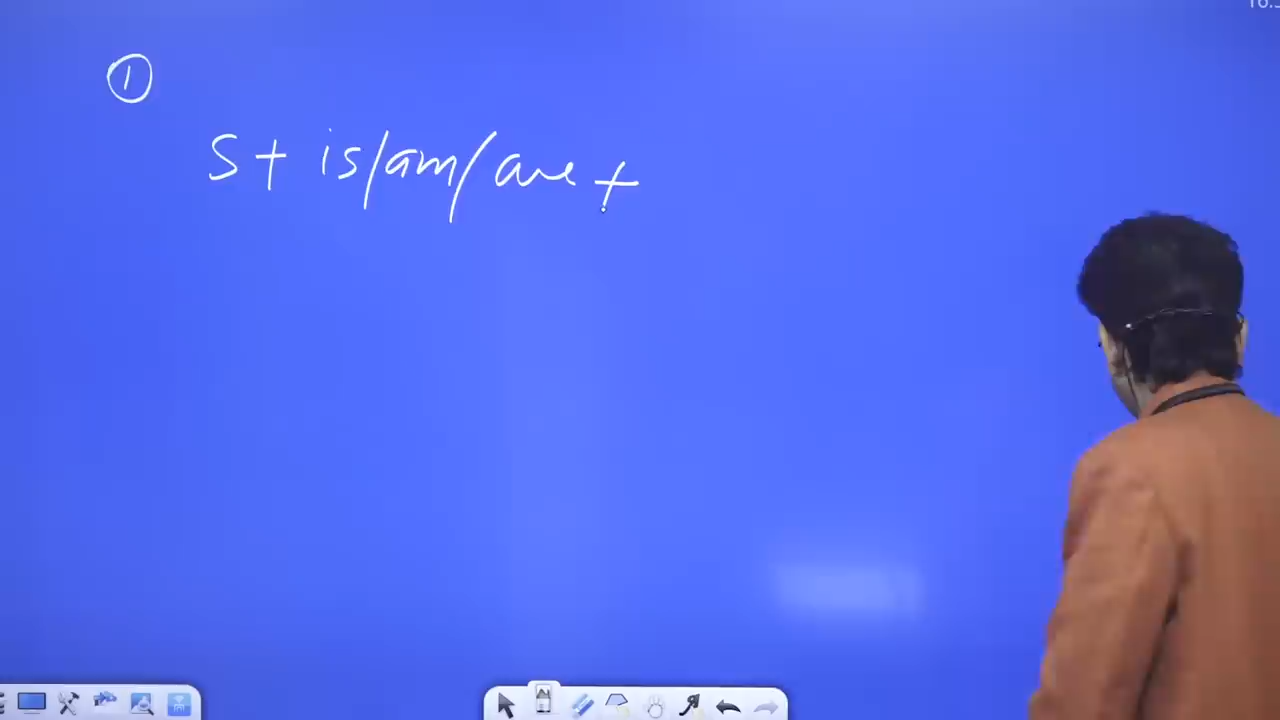 ①
S + is/am/are +